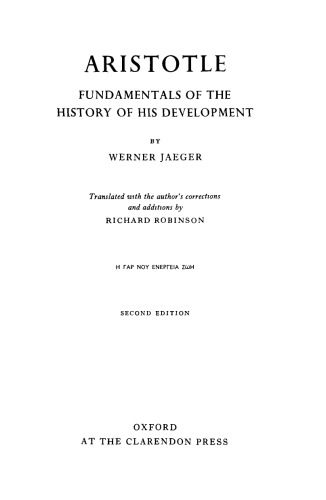 ARISTOTLE
FUNDAMENTALS OF THE
HISTORY OF HIS DEVELOPMENT
BY
WERNER JAEGER
Translated with the author's corrections
and additions by
RICHARD ROBINSON
Η ΓΑΡ ΝΟΥ ΕΝΕΡΓΕΙΑ ΖωΗ
SECOND EDITION
OXFORD
AT THE CLARENDON PRESS